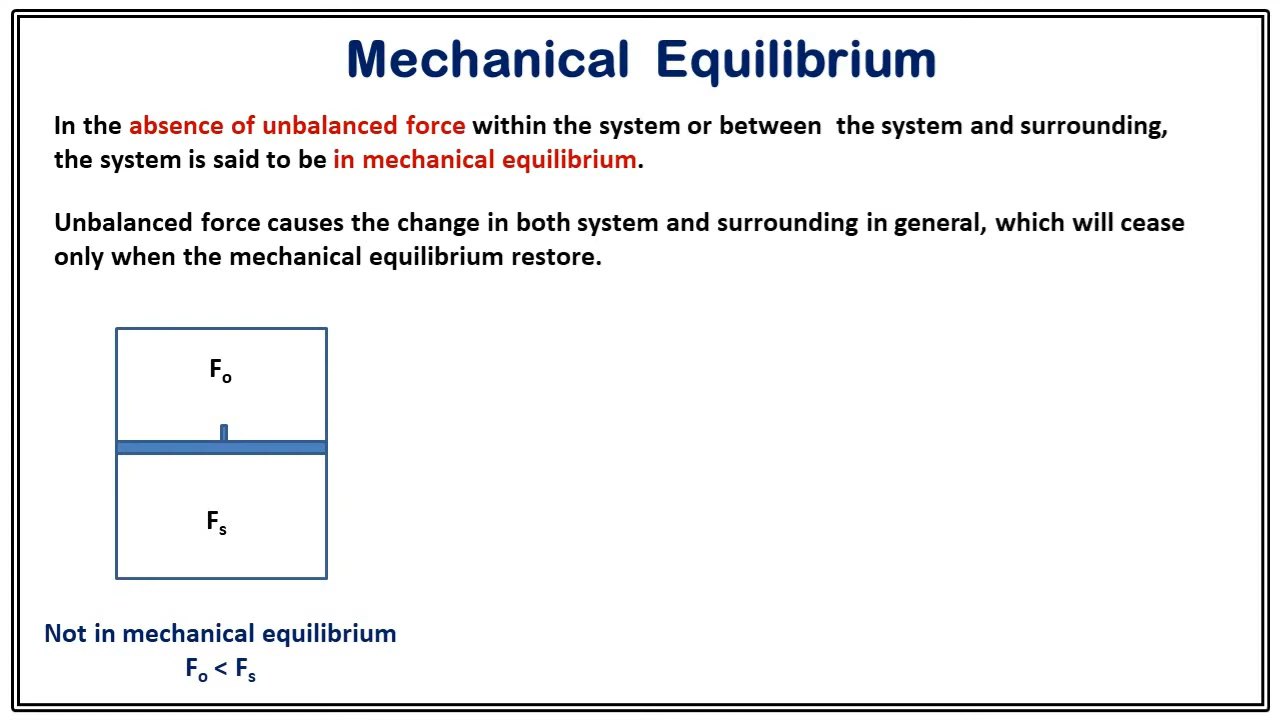 Mechanical Equilibrium
In the absence of unbalanced force within the system or between the system and surrounding,
the system is said to be in mechanical equilibrium.
Unbalanced force causes the change in both system and surrounding in general, which will cease
only when the mechanical equilibrium restore.
Fo
Fs
Not in mechanical equilibrium
Fo < Fs